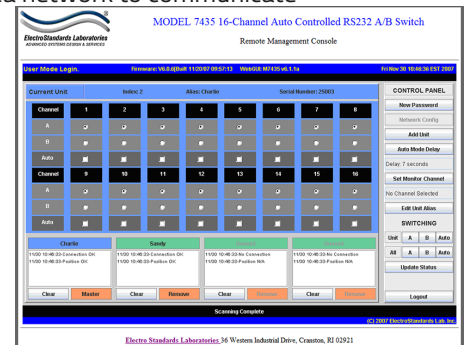 a network to communicate
ElectroStandards Laboratories
ADVANCED SYSTEMS DESIGN & SERVICES
MODEL 7435 16-Channel Auto Controlled RS232 A/B Switch
Remote Management Console
User Mode Login.
Firmware: V6.0.6(Built 11/20/07 09:57:13
WebGUI: M7435 v6.1.1a
Fri Nov 30 10:46:36 EST 2007
Current Unit
Index: 2
Alias: Charlie
Serial Number: 25003
Channel 1 2 3 4 5 6 7 8
A
B
Auto
Channel 9 10 11 12 13 14 15 16
A
B
Auto
CONTROL PANEL
New Password
Network Config
Add Unit
Auto Mode Delay
Delay: 7 seconds
Set Monitor Channel
No Channel Selected
Edit Unit Alias
SWITCHING
Unit A B Auto
All A B Auto
Update Status
Logout
Charlie
11/30 10:46:33-Connection OK
11/30 10:46:33-Position OK
Clear Master
Sandy
11/30 10:46:33-Connection OK
11/30 10:46:33-Position OK
Clear Remove
11/30 10:46:33-No Connection
11/30 10:46:33-Position N/A
Clear Remove
11/30 10:46:33-No Connection
11/30 10:46:33-Position N/A
Clear Remove
Scanning Complete
(C) 2007 ElectroStandards Lab. Inc.
Electro Standards Laboratories 36 Western Industrial Drive, Cranston, RI 02921